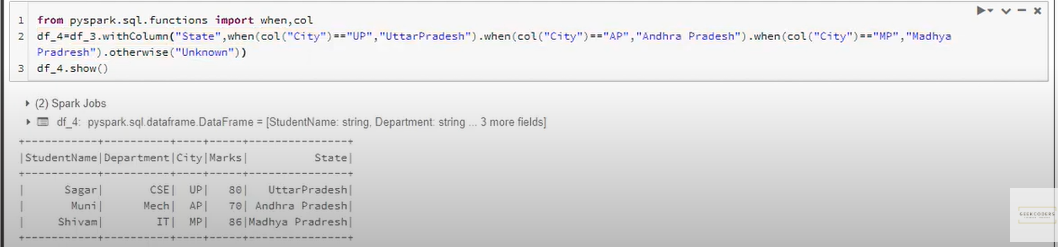 1 from pyspark.sql.functions import when,col
2 df_4=df_3.withColumn("State",when(col("City")=="UP","UttarPradesh").when(col("City")=="AP","Andhra Pradesh").when(col("City")=="MP","Madhya
Pradresh").otherwise("Unknown"))
3 df_4.show()
(2) Spark Jobs
df_4: pyspark.sql.dataframe.DataFrame = [StudentName: string, Department: string ... 3 more fields]
+-----------+----------+----+-----+---------------+
|StudentName|Department|City|Marks| State|
+-----------+----------+----+-----+---------------+
| Sagar| CSE| UP| 80| UttarPradesh|
| Muni| Mech| AP| 70| Andhra Pradesh|
| Shivam| IT| MP| 86|Madhya Pradresh|
+-----------+----------+----+-----+---------------+
GEEKCODERS